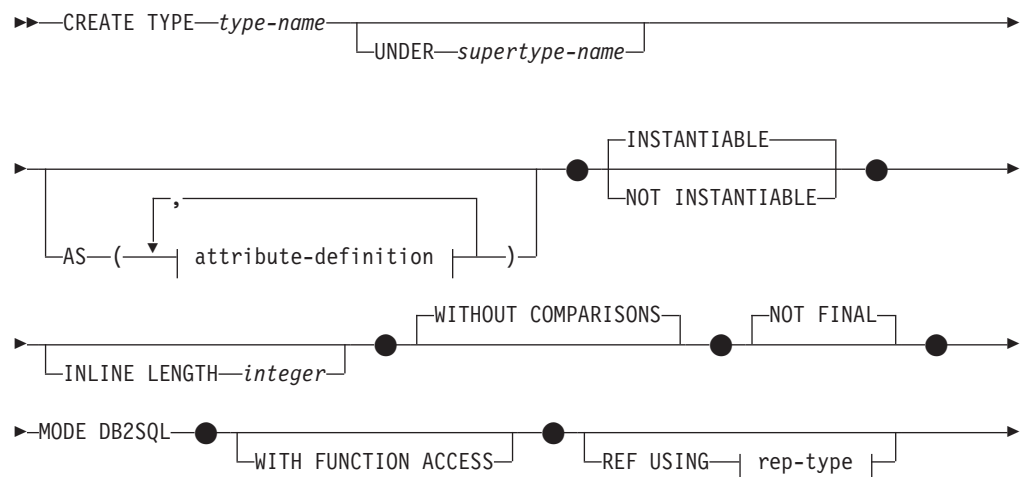 CREATE TYPE type-name
UNDER supertype-name
INSTANTIABLE
NOT INSTANTIABLE
,
AS ( attribute-definition )
WITHOUT COMPARISONS NOT FINAL
INLINE LENGTH integer
MODE DB2SQL
WITH FUNCTION ACCESS REF USING rep-type